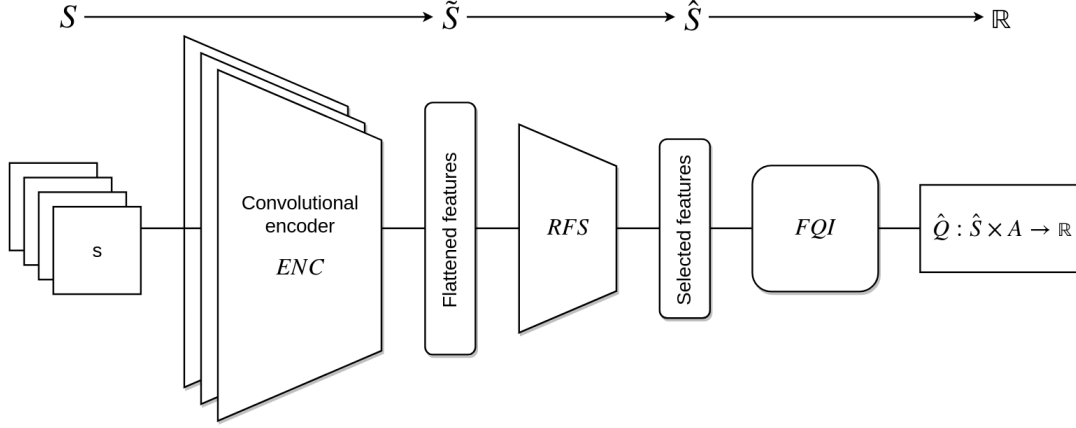 S S̃ Ŝ ℝ
s
Convolutional
encoder
ENC
Flattened features
RFS
Selected features
FQI
Q̂ : Ŝ × A → ℝ